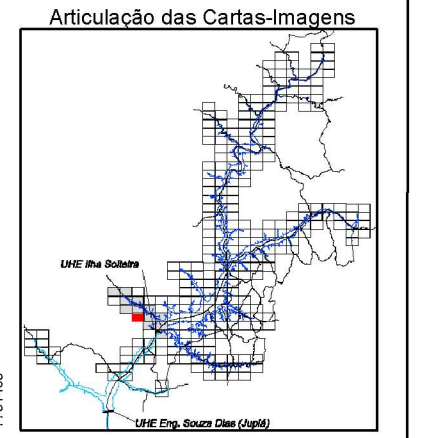 Articulação das Cartas-Imagens
UHE Ilha Solteira
UHE Eng. Souza Dias (Jupiá)